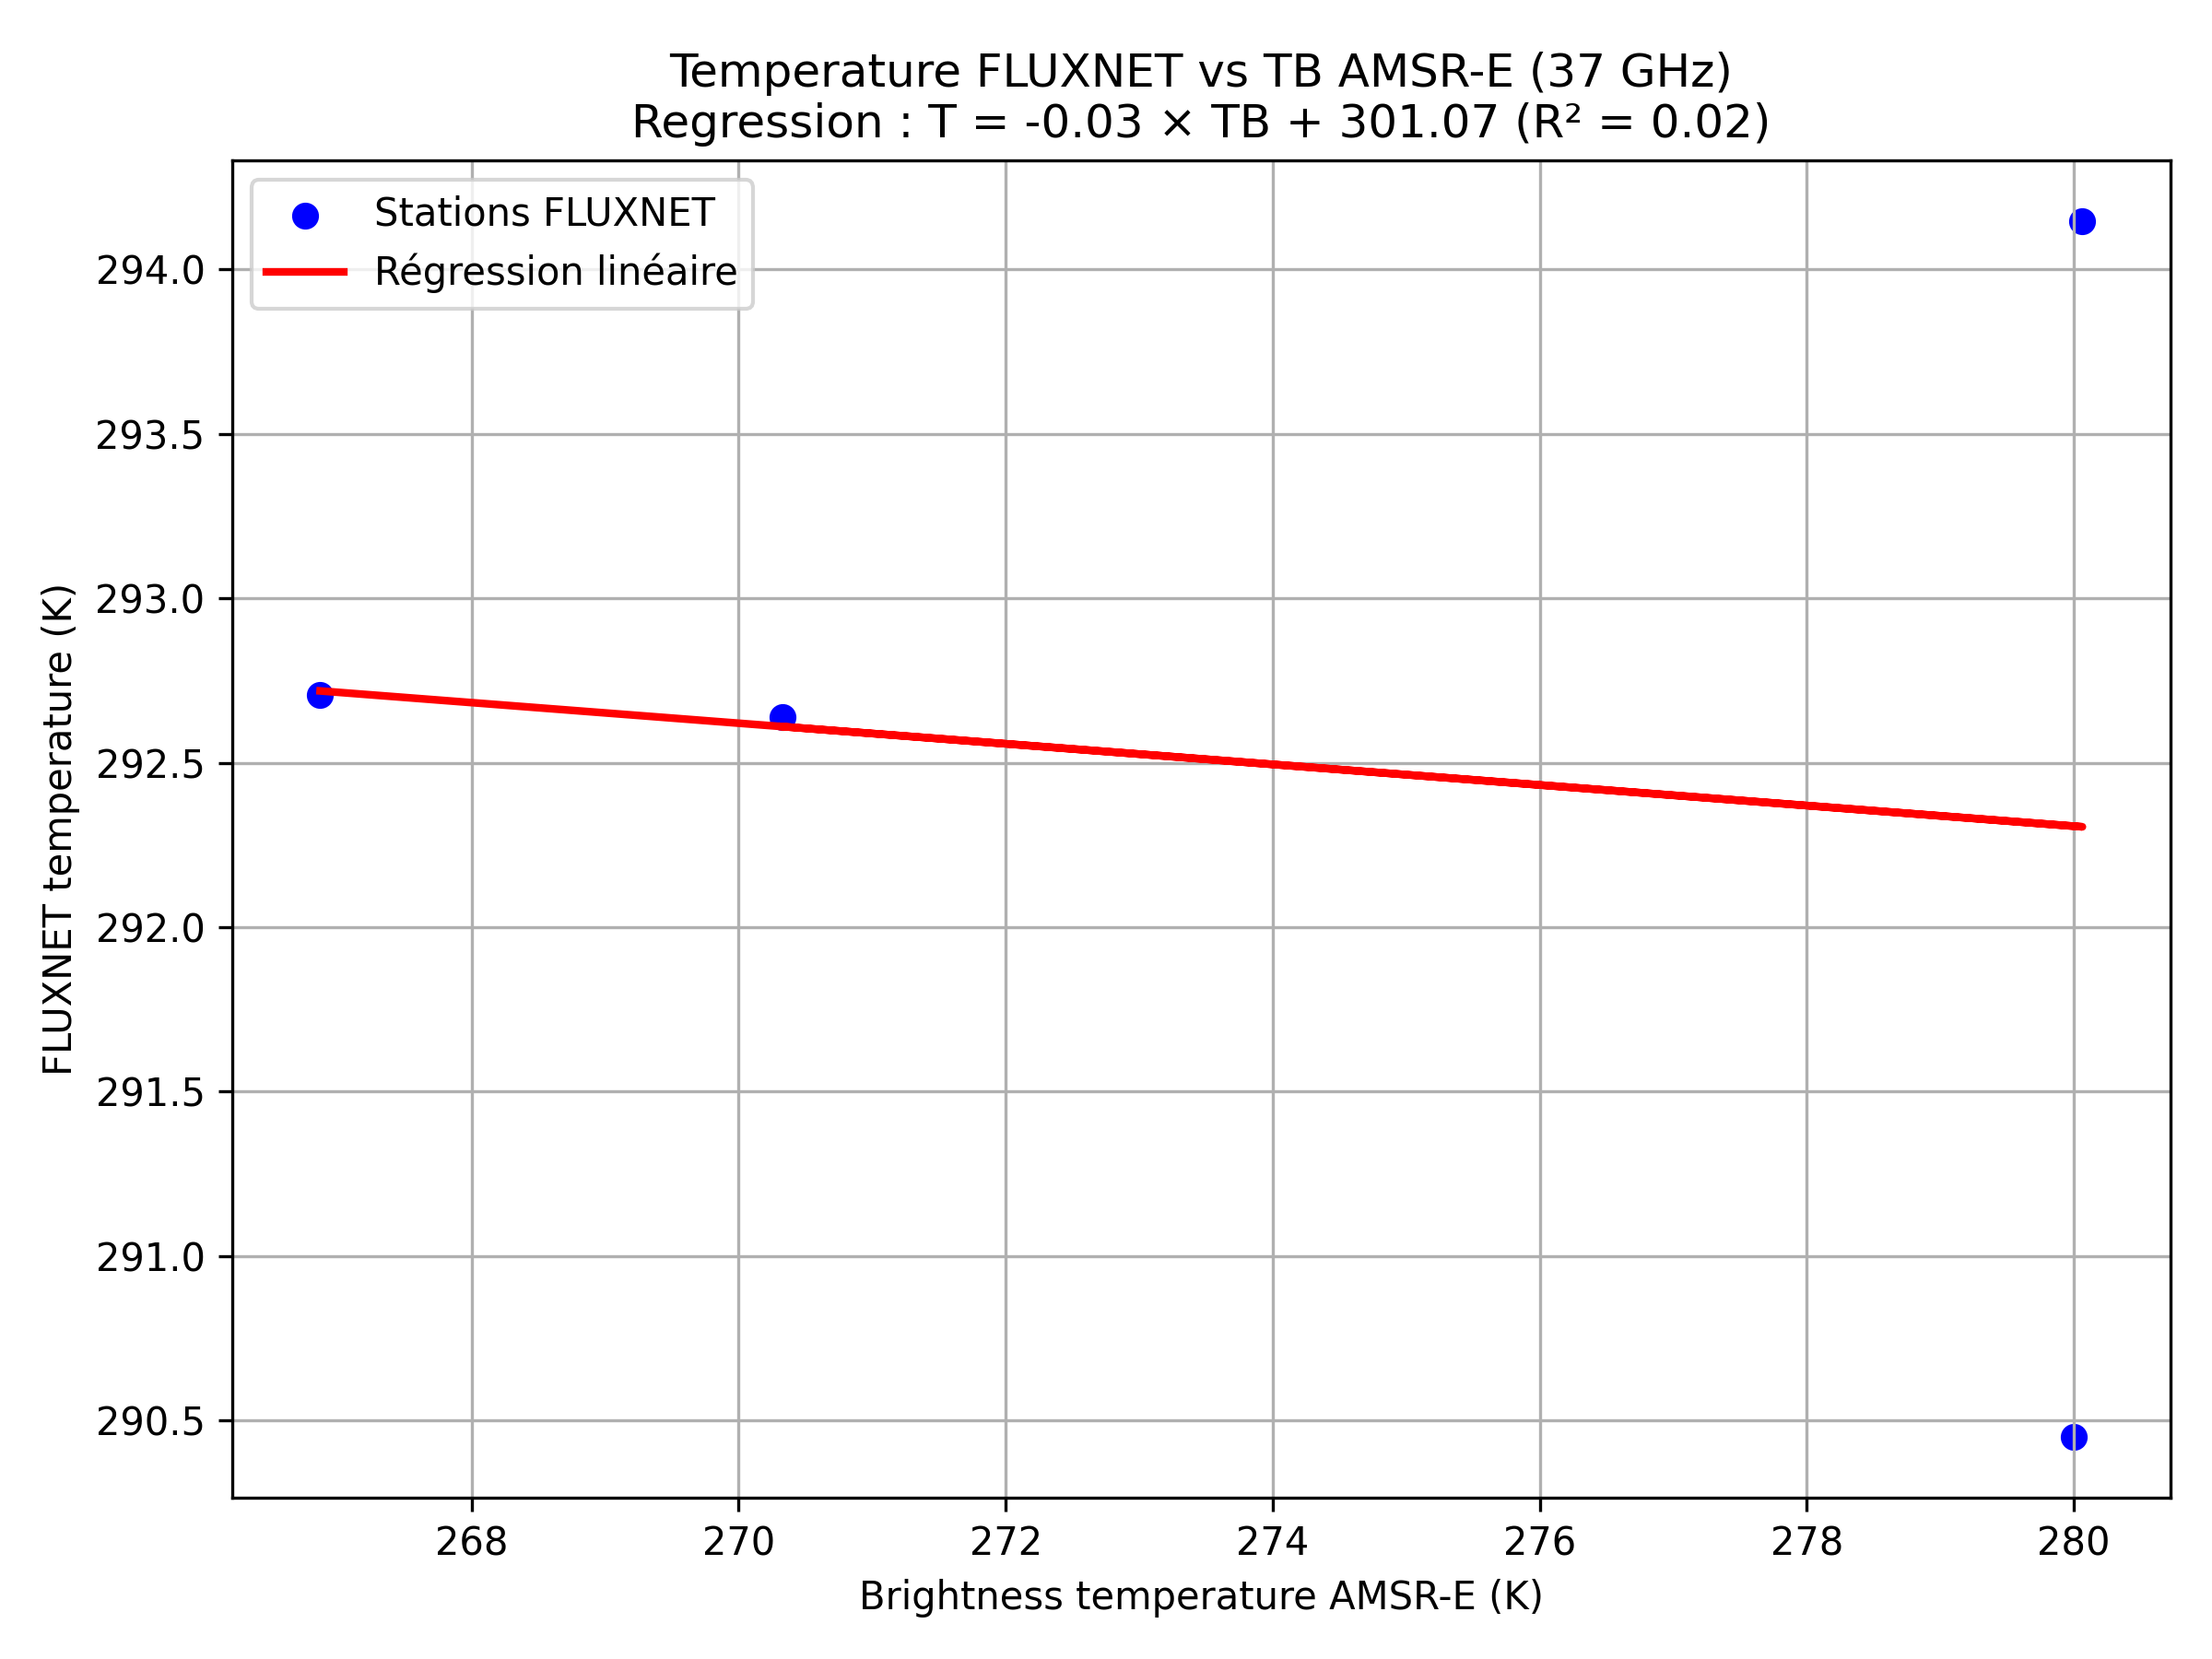 Temperature FLUXNET vs TB AMSR-E (37 GHz)
Regression : T = -0.03 × TB + 301.07 (R² = 0.02)
Stations FLUXNET
Régression linéaire
294.0
293.5
293.0
292.5
292.0
291.5
291.0
290.5
FLUXNET temperature (K)
268 270 272 274 276 278 280
Brightness temperature AMSR-E (K)